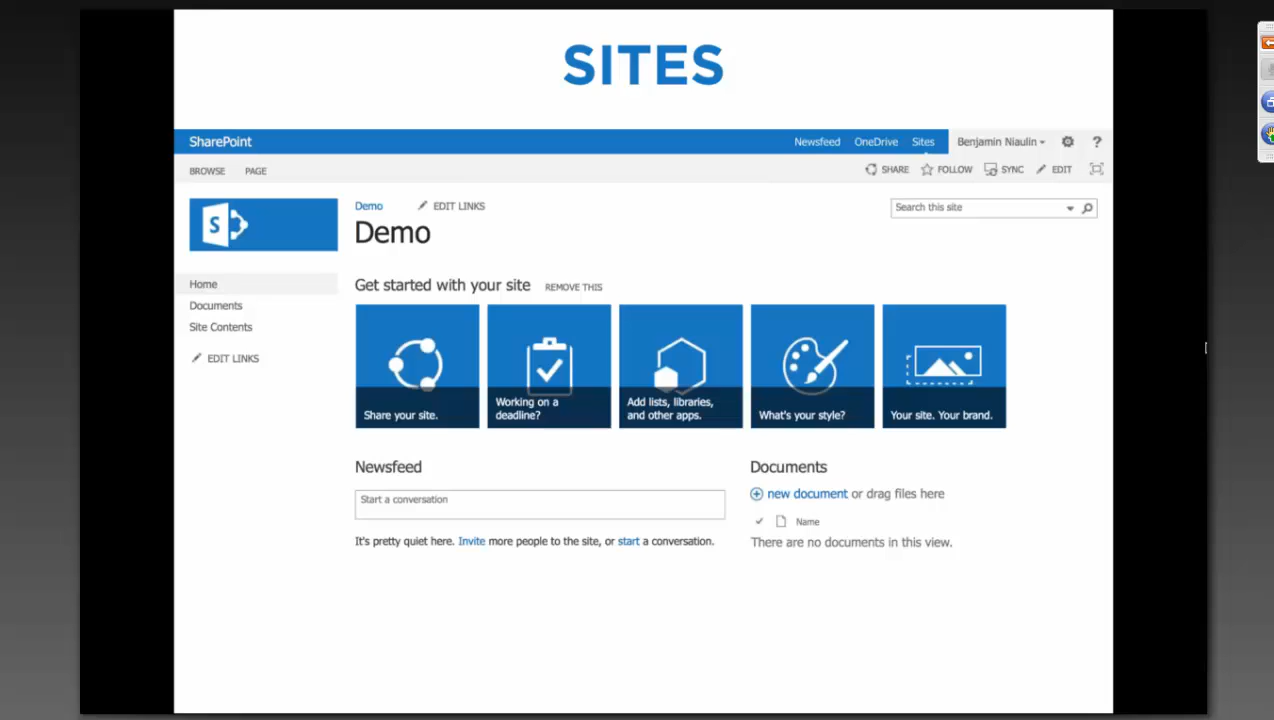 SITES
SharePoint
Newsfeed OneDrive Sites Benjamin Niaulin ?
BROWSE PAGE
SHARE FOLLOW SYNC EDIT
S
Demo EDIT LINKS
Search this site
Demo
Home
Documents
Site Contents
EDIT LINKS
Get started with your site REMOVE THIS
Share your site.
Working on a
deadline?
Add lists, libraries,
and other apps.
What's your style?
Your site. Your brand.
Newsfeed
Start a conversation
It's pretty quiet here. Invite more people to the site, or start a conversation.
Documents
new document or drag files here
Name
There are no documents in this view.